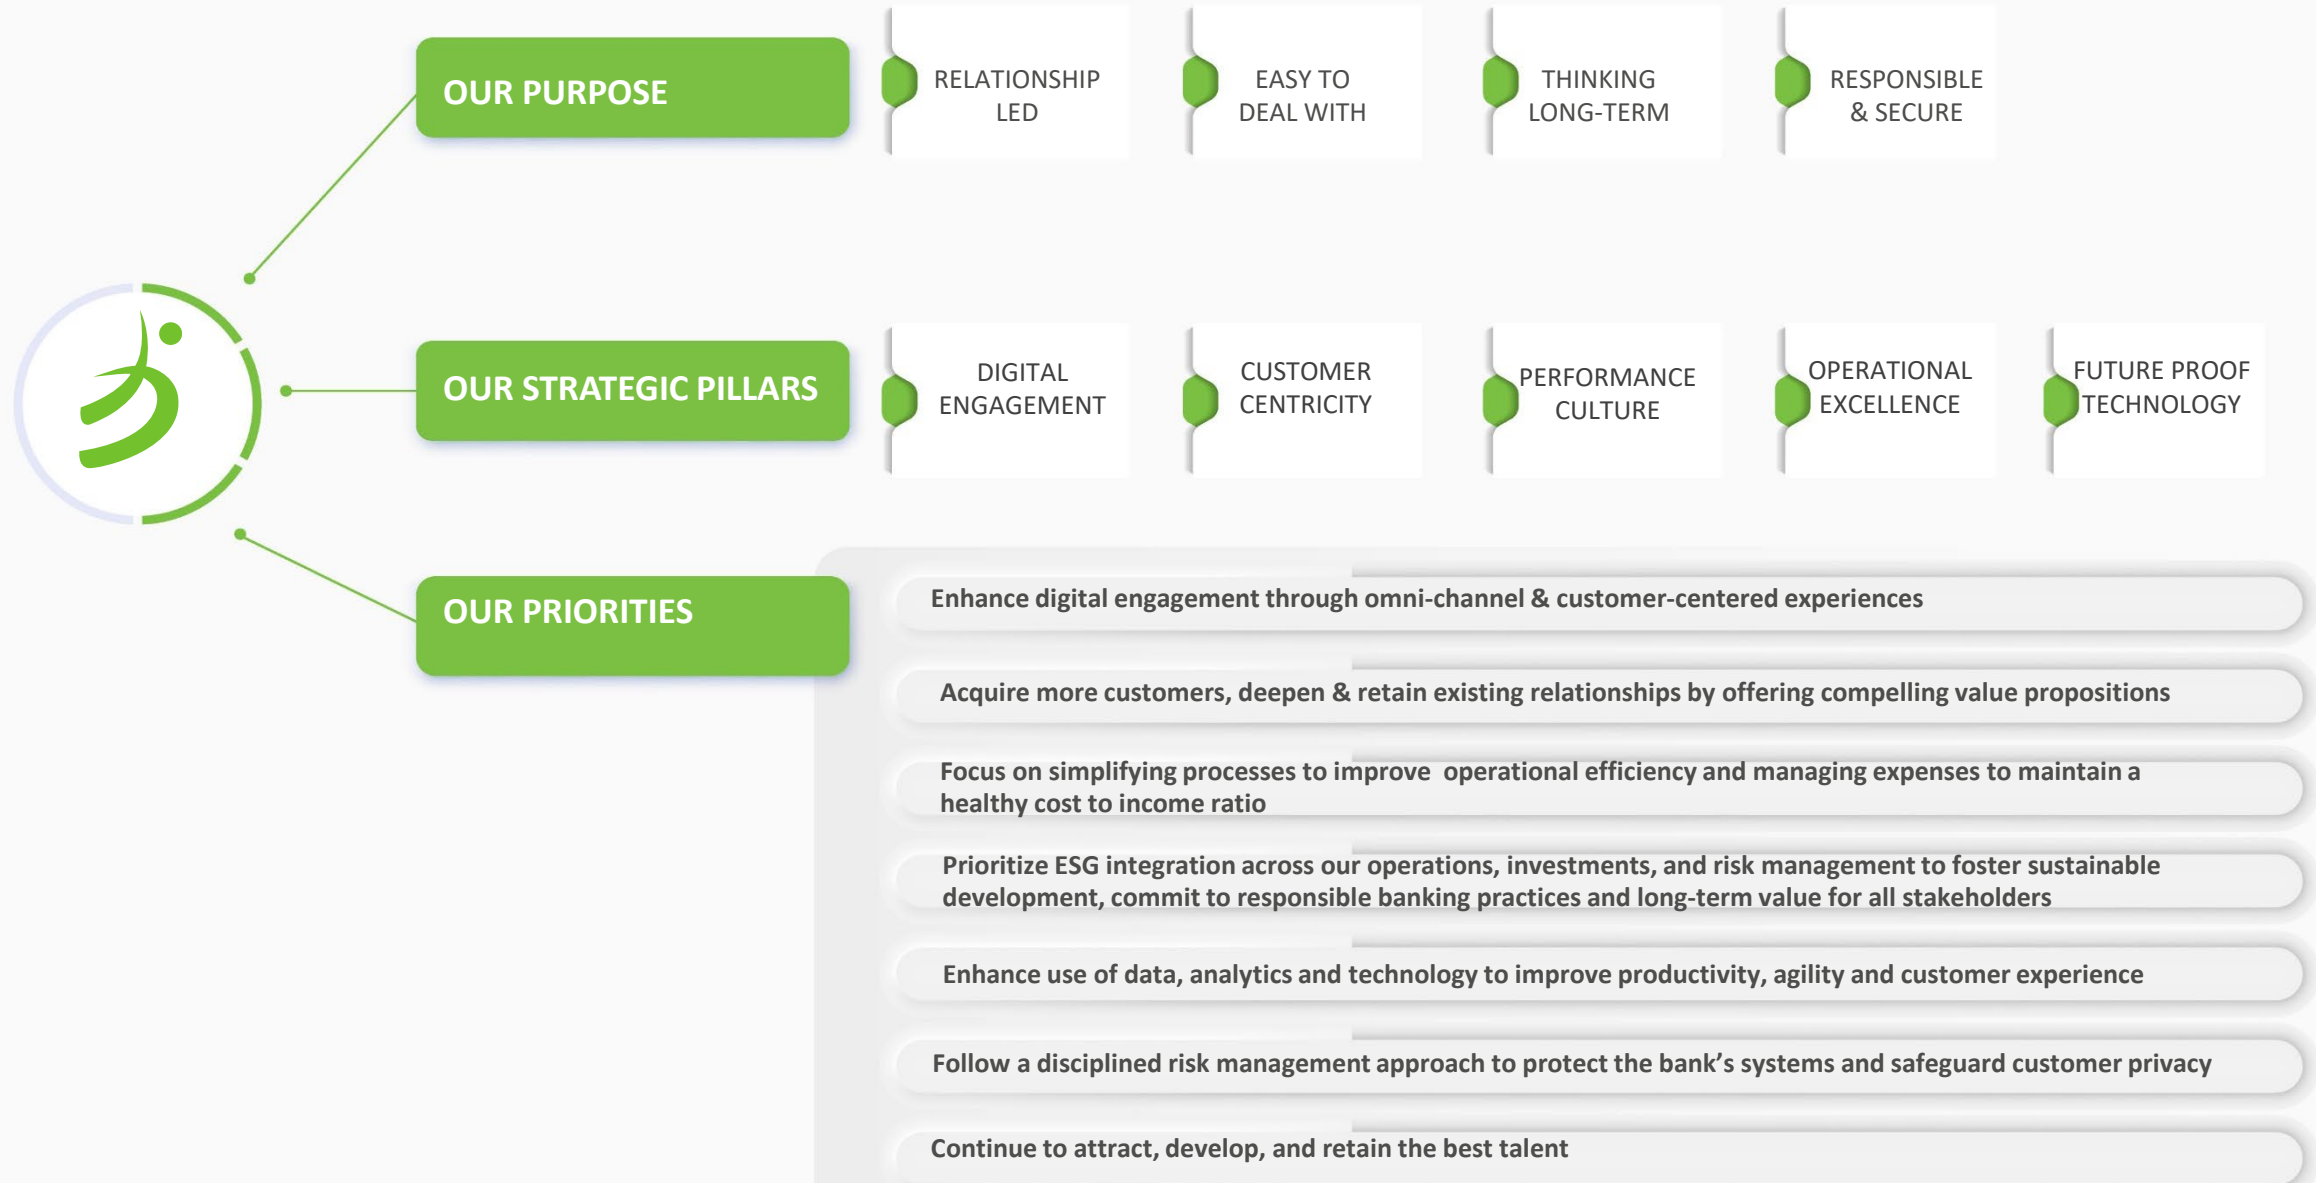 OUR PURPOSE
RELATIONSHIP
LED
EASY TO
DEAL WITH
THINKING
LONG-TERM
RESPONSIBLE
& SECURE
OUR STRATEGIC PILLARS
DIGITAL
ENGAGEMENT
CUSTOMER
CENTRICITY
PERFORMANCE
CULTURE
OPERATIONAL
EXCELLENCE
FUTURE PROOF
TECHNOLOGY
OUR PRIORITIES
Enhance digital engagement through omni-channel & customer-centered experiences
Acquire more customers, deepen & retain existing relationships by offering compelling value propositions
Focus on simplifying processes to improve  operational efficiency and managing expenses to maintain a
healthy cost to income ratio
Prioritize ESG integration across our operations, investments, and risk management to foster sustainable
development, commit to responsible banking practices and long-term value for all stakeholders
Enhance use of data, analytics and technology to improve productivity, agility and customer experience
Follow a disciplined risk management approach to protect the bank’s systems and safeguard customer privacy
Continue to attract, develop, and retain the best talent